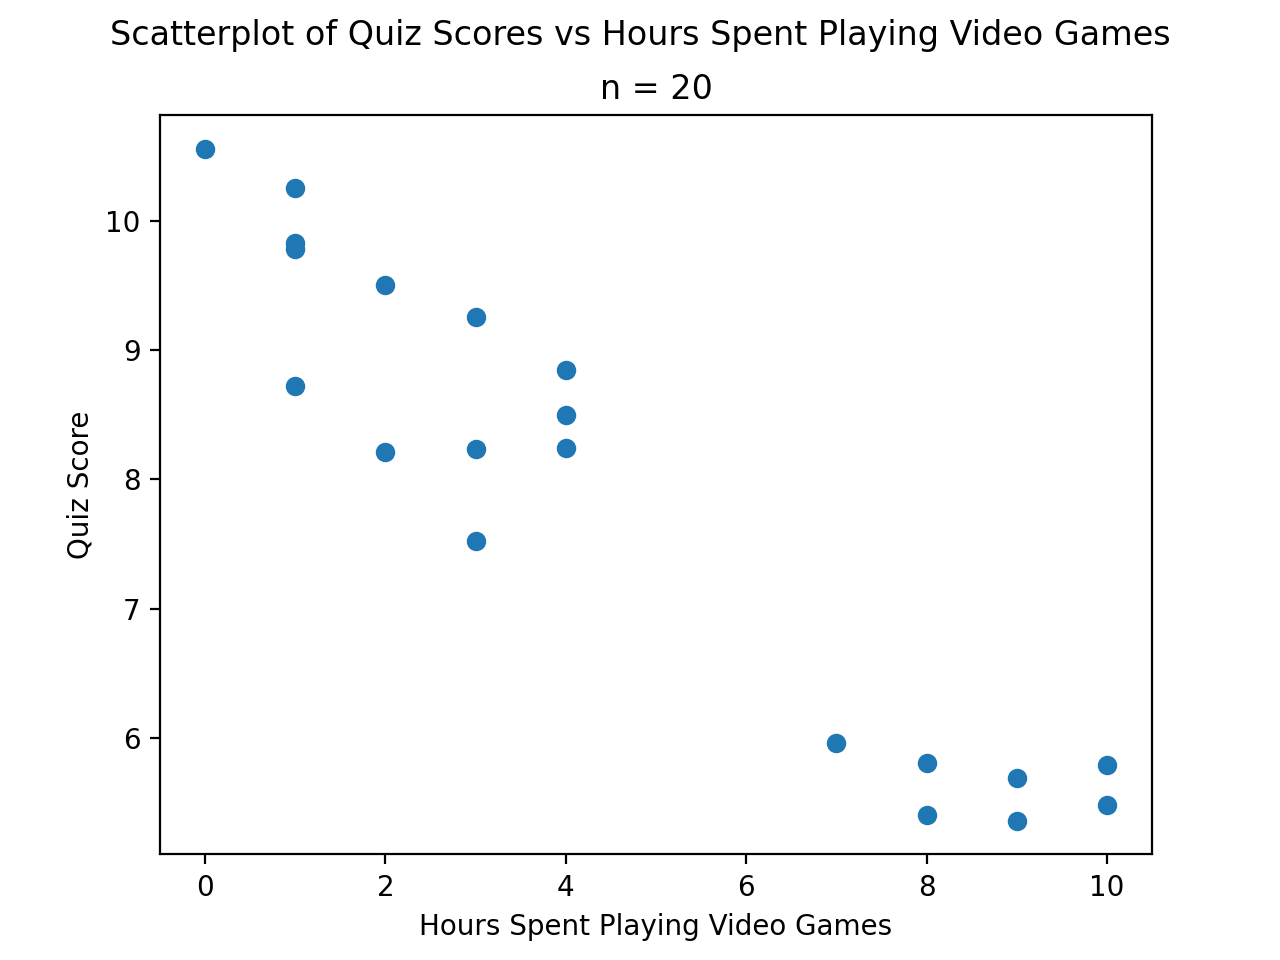 Scatterplot of Quiz Scores vs Hours Spent Playing Video Games
n = 20
10
9
8
7
6
Quiz Score
0 2 4 6 8 10
Hours Spent Playing Video Games